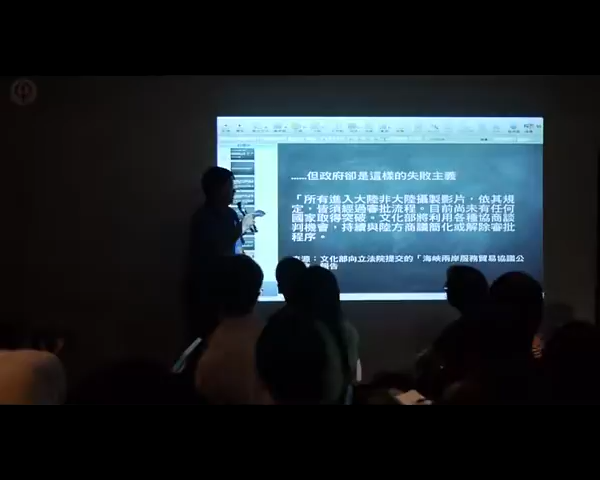 ......但政府卻是這樣的失敗主義
「所有進入大陸非大陸攝製影片，依其規
定，皆須經過審批流程。目前尚未有任何
國家取得突破。文化部將利用各種協商談
判機會，持續與陸方商議簡化或解除審批
程序。
源：文化部向立法院提交的「海峽兩岸服務貿易協議公
報告